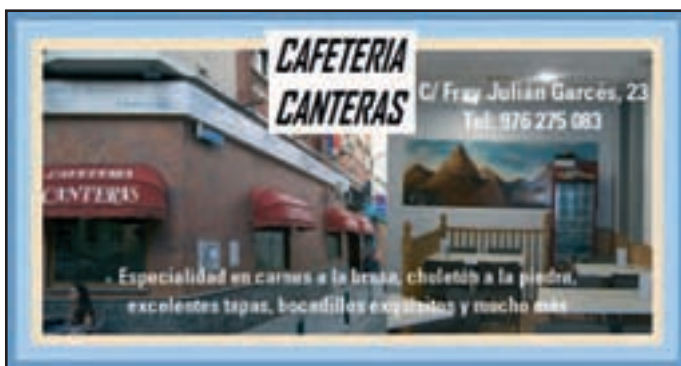 CAFETERIA
CANTERAS
C/ Fray Julián Garcés, 23
Tel. 976 275 083
CAFETERIA
CANTERAS
- Especialidad en carnes a la brasa, chuletón a la piedra,
excelentes tapas, bocadillos exquisitos y mucho más